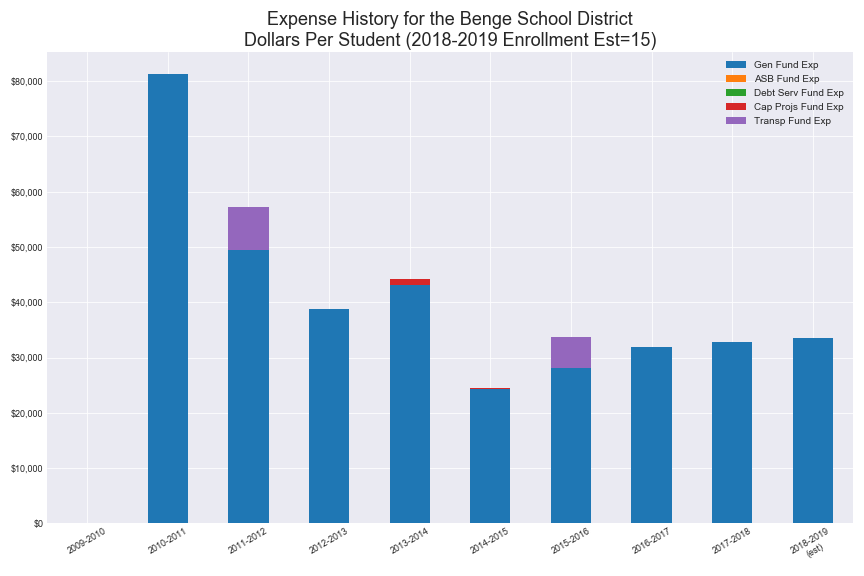 Expense History for the Benge School District
Dollars Per Student (2018-2019 Enrollment Est=15)
Gen Fund Exp
ASB Fund Exp
Debt Serv Fund Exp
Cap Projs Fund Exp
Transp Fund Exp
$80,000
$70,000
$60,000
$50,000
$40,000
$30,000
$20,000
$10,000
$0
2009-2010
2010-2011
2011-2012
2012-2013
2013-2014
2014-2015
2015-2016
2016-2017
2017-2018
2018-2019
(est)